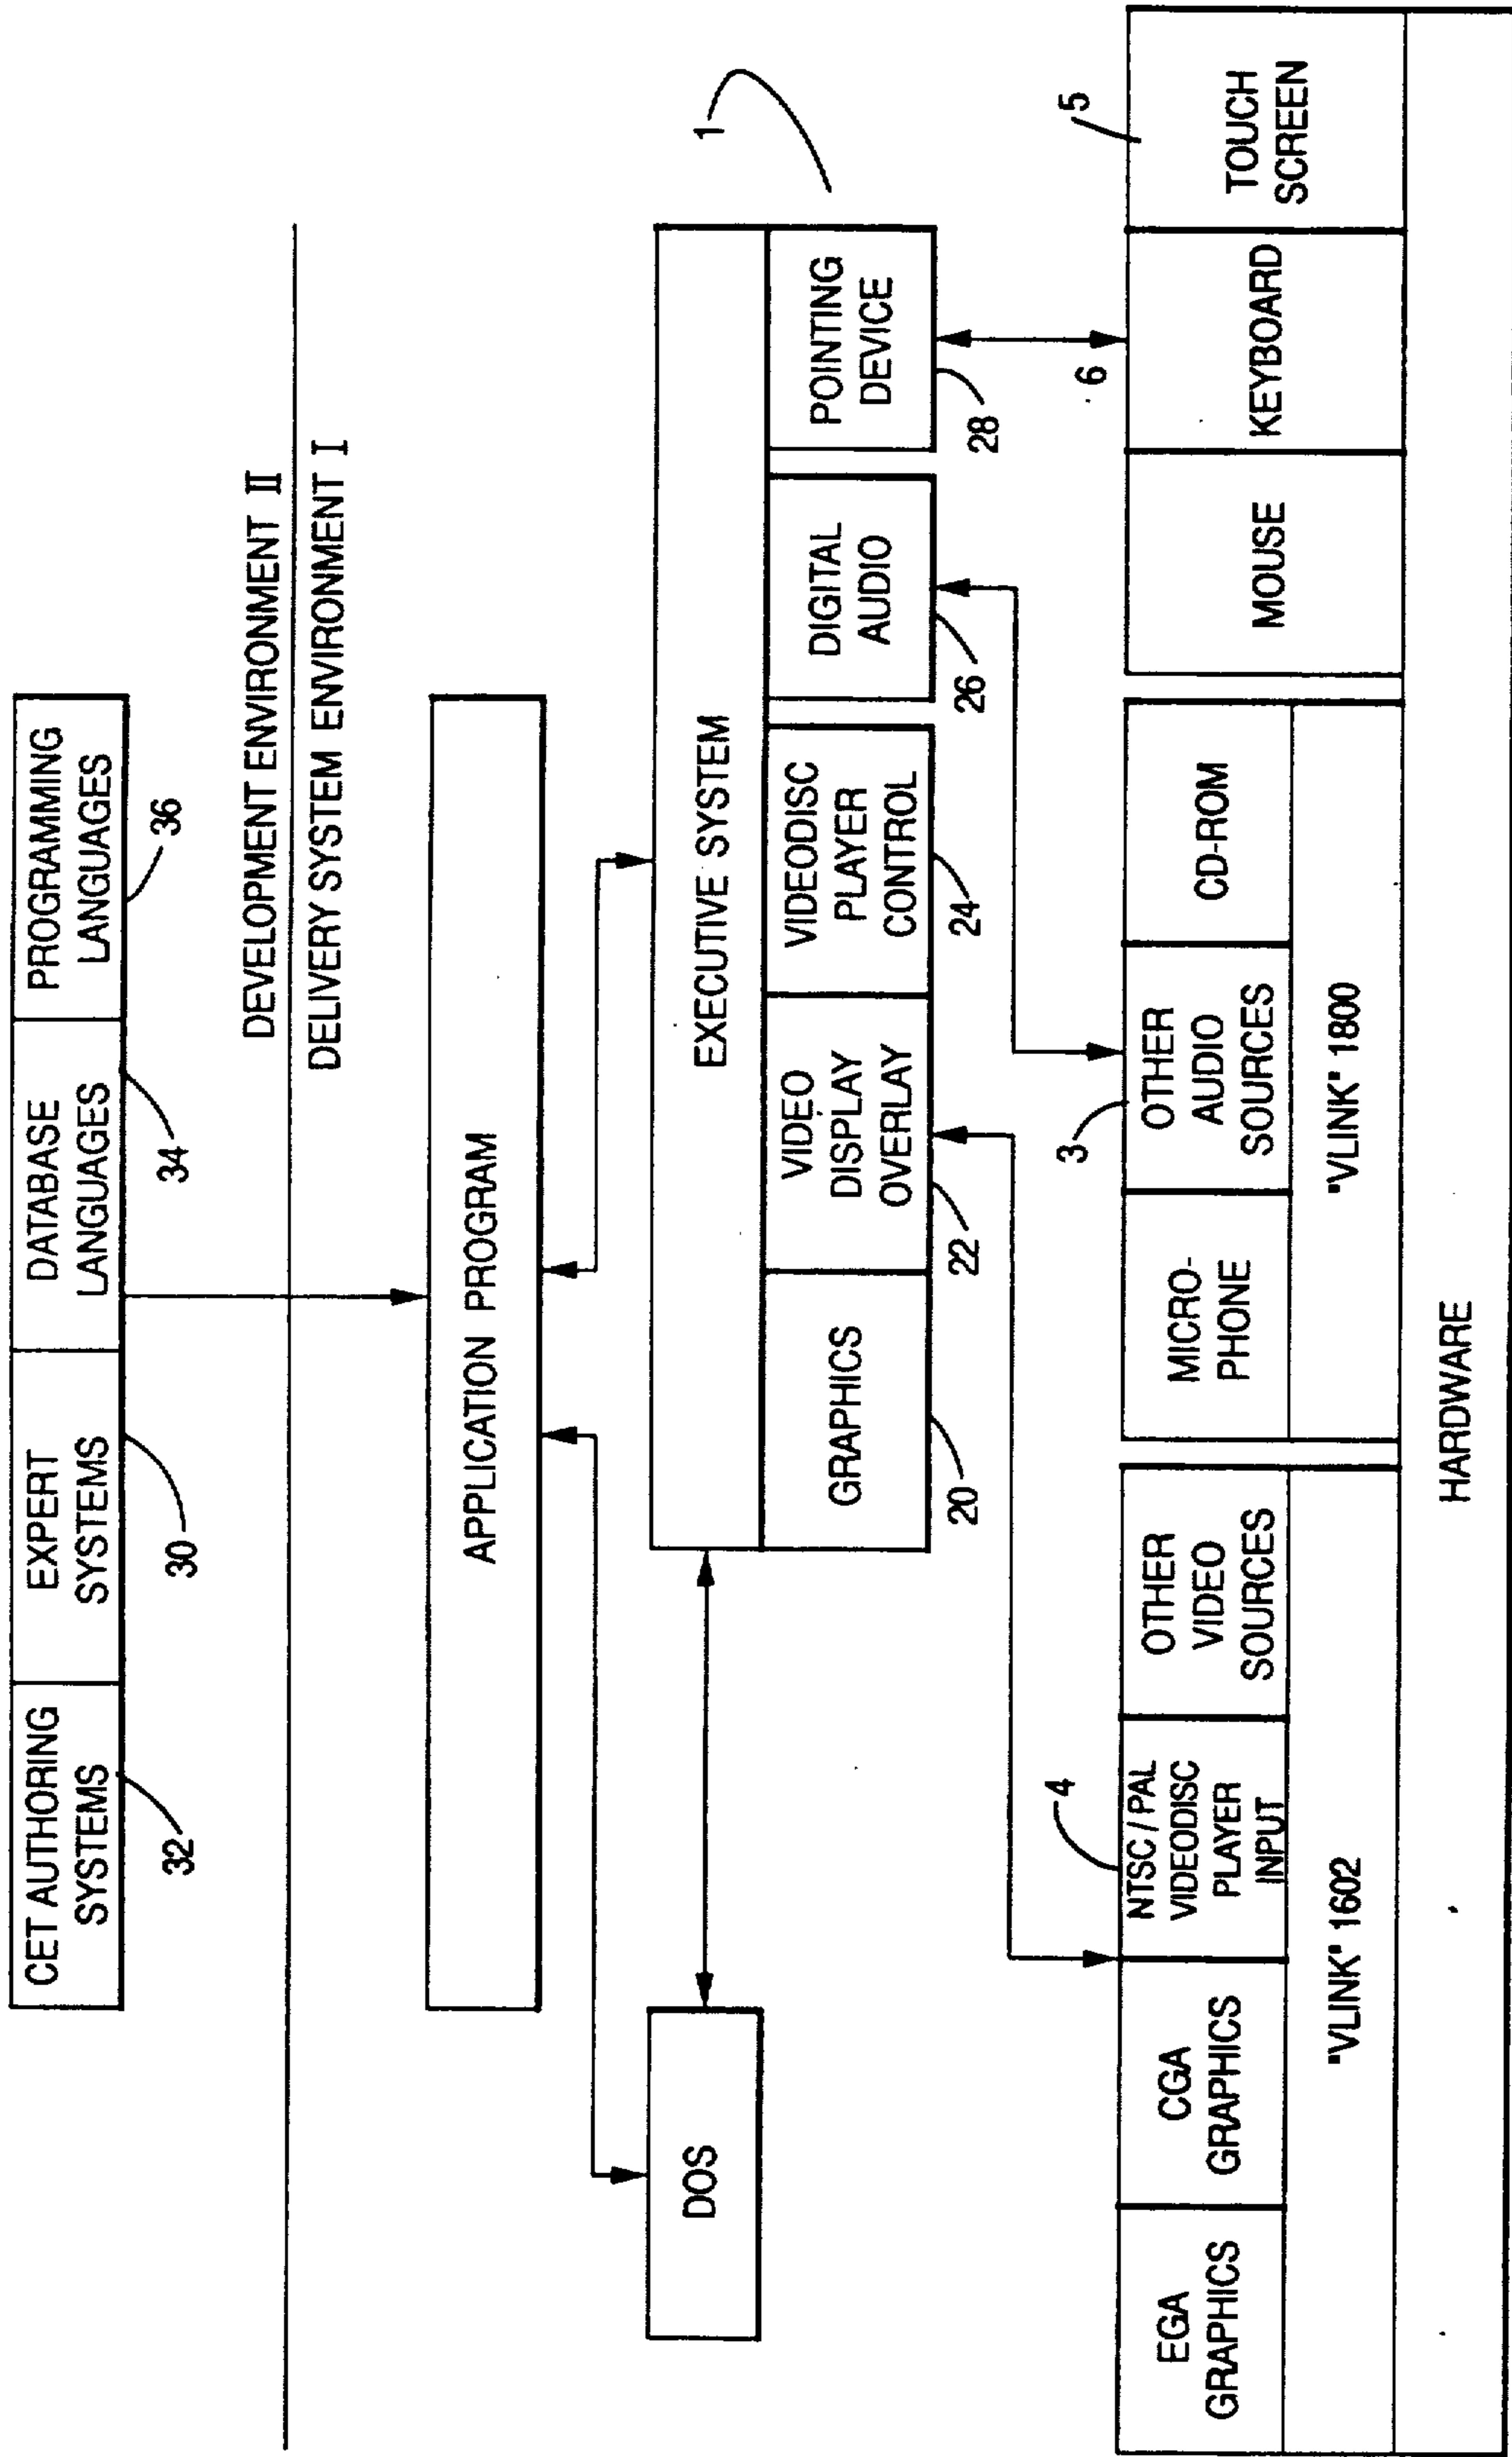 CET AUTHORING
SYSTEMS
32
EXPERT
SYSTEMS
30
DATABASE
LANGUAGES
34
PROGRAMMING
LANGUAGES
36
DEVELOPMENT ENVIRONMENT II
DELIVERY SYSTEM ENVIRONMENT I
APPLICATION PROGRAM
DOS
EXECUTIVE SYSTEM
1
GRAPHICS
20
VIDEO
DISPLAY
OVERLAY
22
VIDEODISC
PLAYER
CONTROL
24
DIGITAL
AUDIO
26
POINTING
DEVICE
28
EGA
GRAPHICS
CGA
GRAPHICS
4
NTSC / PAL
VIDEODISC
PLAYER
INPUT
OTHER
VIDEO
SOURCES
"VLINK" 1602
MICRO-
PHONE
3
OTHER
AUDIO
SOURCES
CD-ROM
"VLINK" 1800
MOUSE
6
KEYBOARD
5
TOUCH
SCREEN
HARDWARE